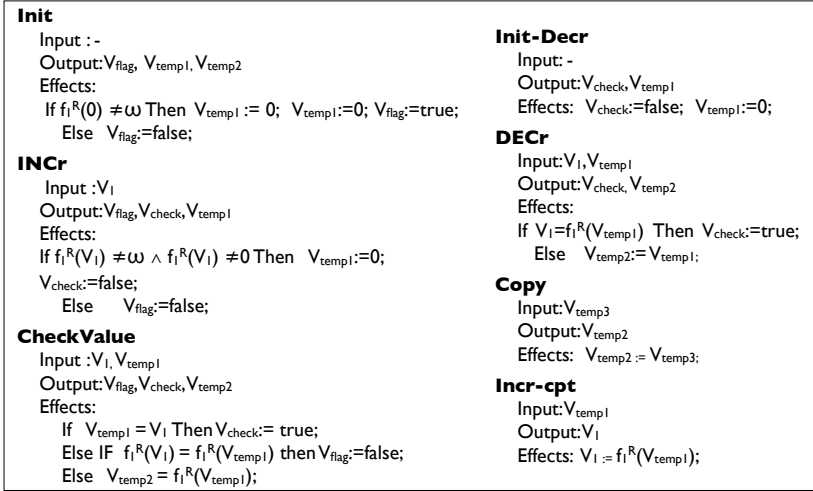 Init
Input : -
Output:Vflag, Vtemp1, Vtemp2
Effects:
If f1R(0) ≠ω Then Vtemp1 := 0; Vtemp1:=0; Vflag:=true;
Else Vflag:=false;
INCr
Input :V1
Output:Vflag,Vcheck,Vtemp1
Effects:
If f1R(V1) ≠ω ∧ f1R(V1) ≠0 Then Vtemp1:=0;
Vcheck:=false;
Else Vflag:=false;
CheckValue
Input :V1, Vtemp1
Output:Vflag,Vcheck,Vtemp2
Effects:
If Vtemp1 = V1 Then Vcheck:= true;
Else IF f1R(V1) = f1R(Vtemp1) then Vflag:=false;
Else Vtemp2 = f1R(Vtemp1);
Init-Decr
Input: -
Output:Vcheck,Vtemp1
Effects: Vcheck:=false; Vtemp1:=0;
DECr
Input:V1,Vtemp1
Output:Vcheck, Vtemp2
Effects:
If V1=f1R(Vtemp1) Then Vcheck:=true;
Else Vtemp2:= Vtemp1;
Copy
Input:Vtemp3
Output:Vtemp2
Effects: Vtemp2 := Vtemp3;
Incr-cpt
Input:Vtemp1
Output:V1
Effects: V1 := f1R(Vtemp1);